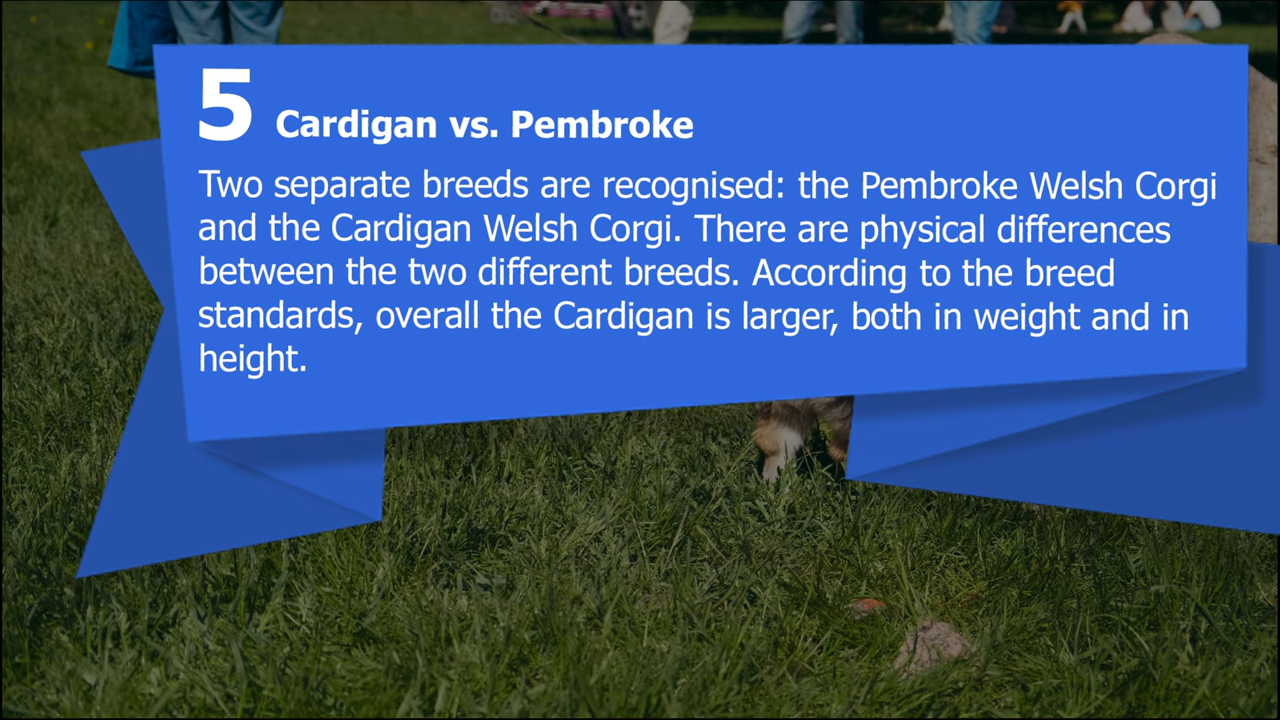 5 Cardigan vs. Pembroke
Two separate breeds are recognised: the Pembroke Welsh Corgi
and the Cardigan Welsh Corgi. There are physical differences
between the two different breeds. According to the breed
standards, overall the Cardigan is larger, both in weight and in
height.